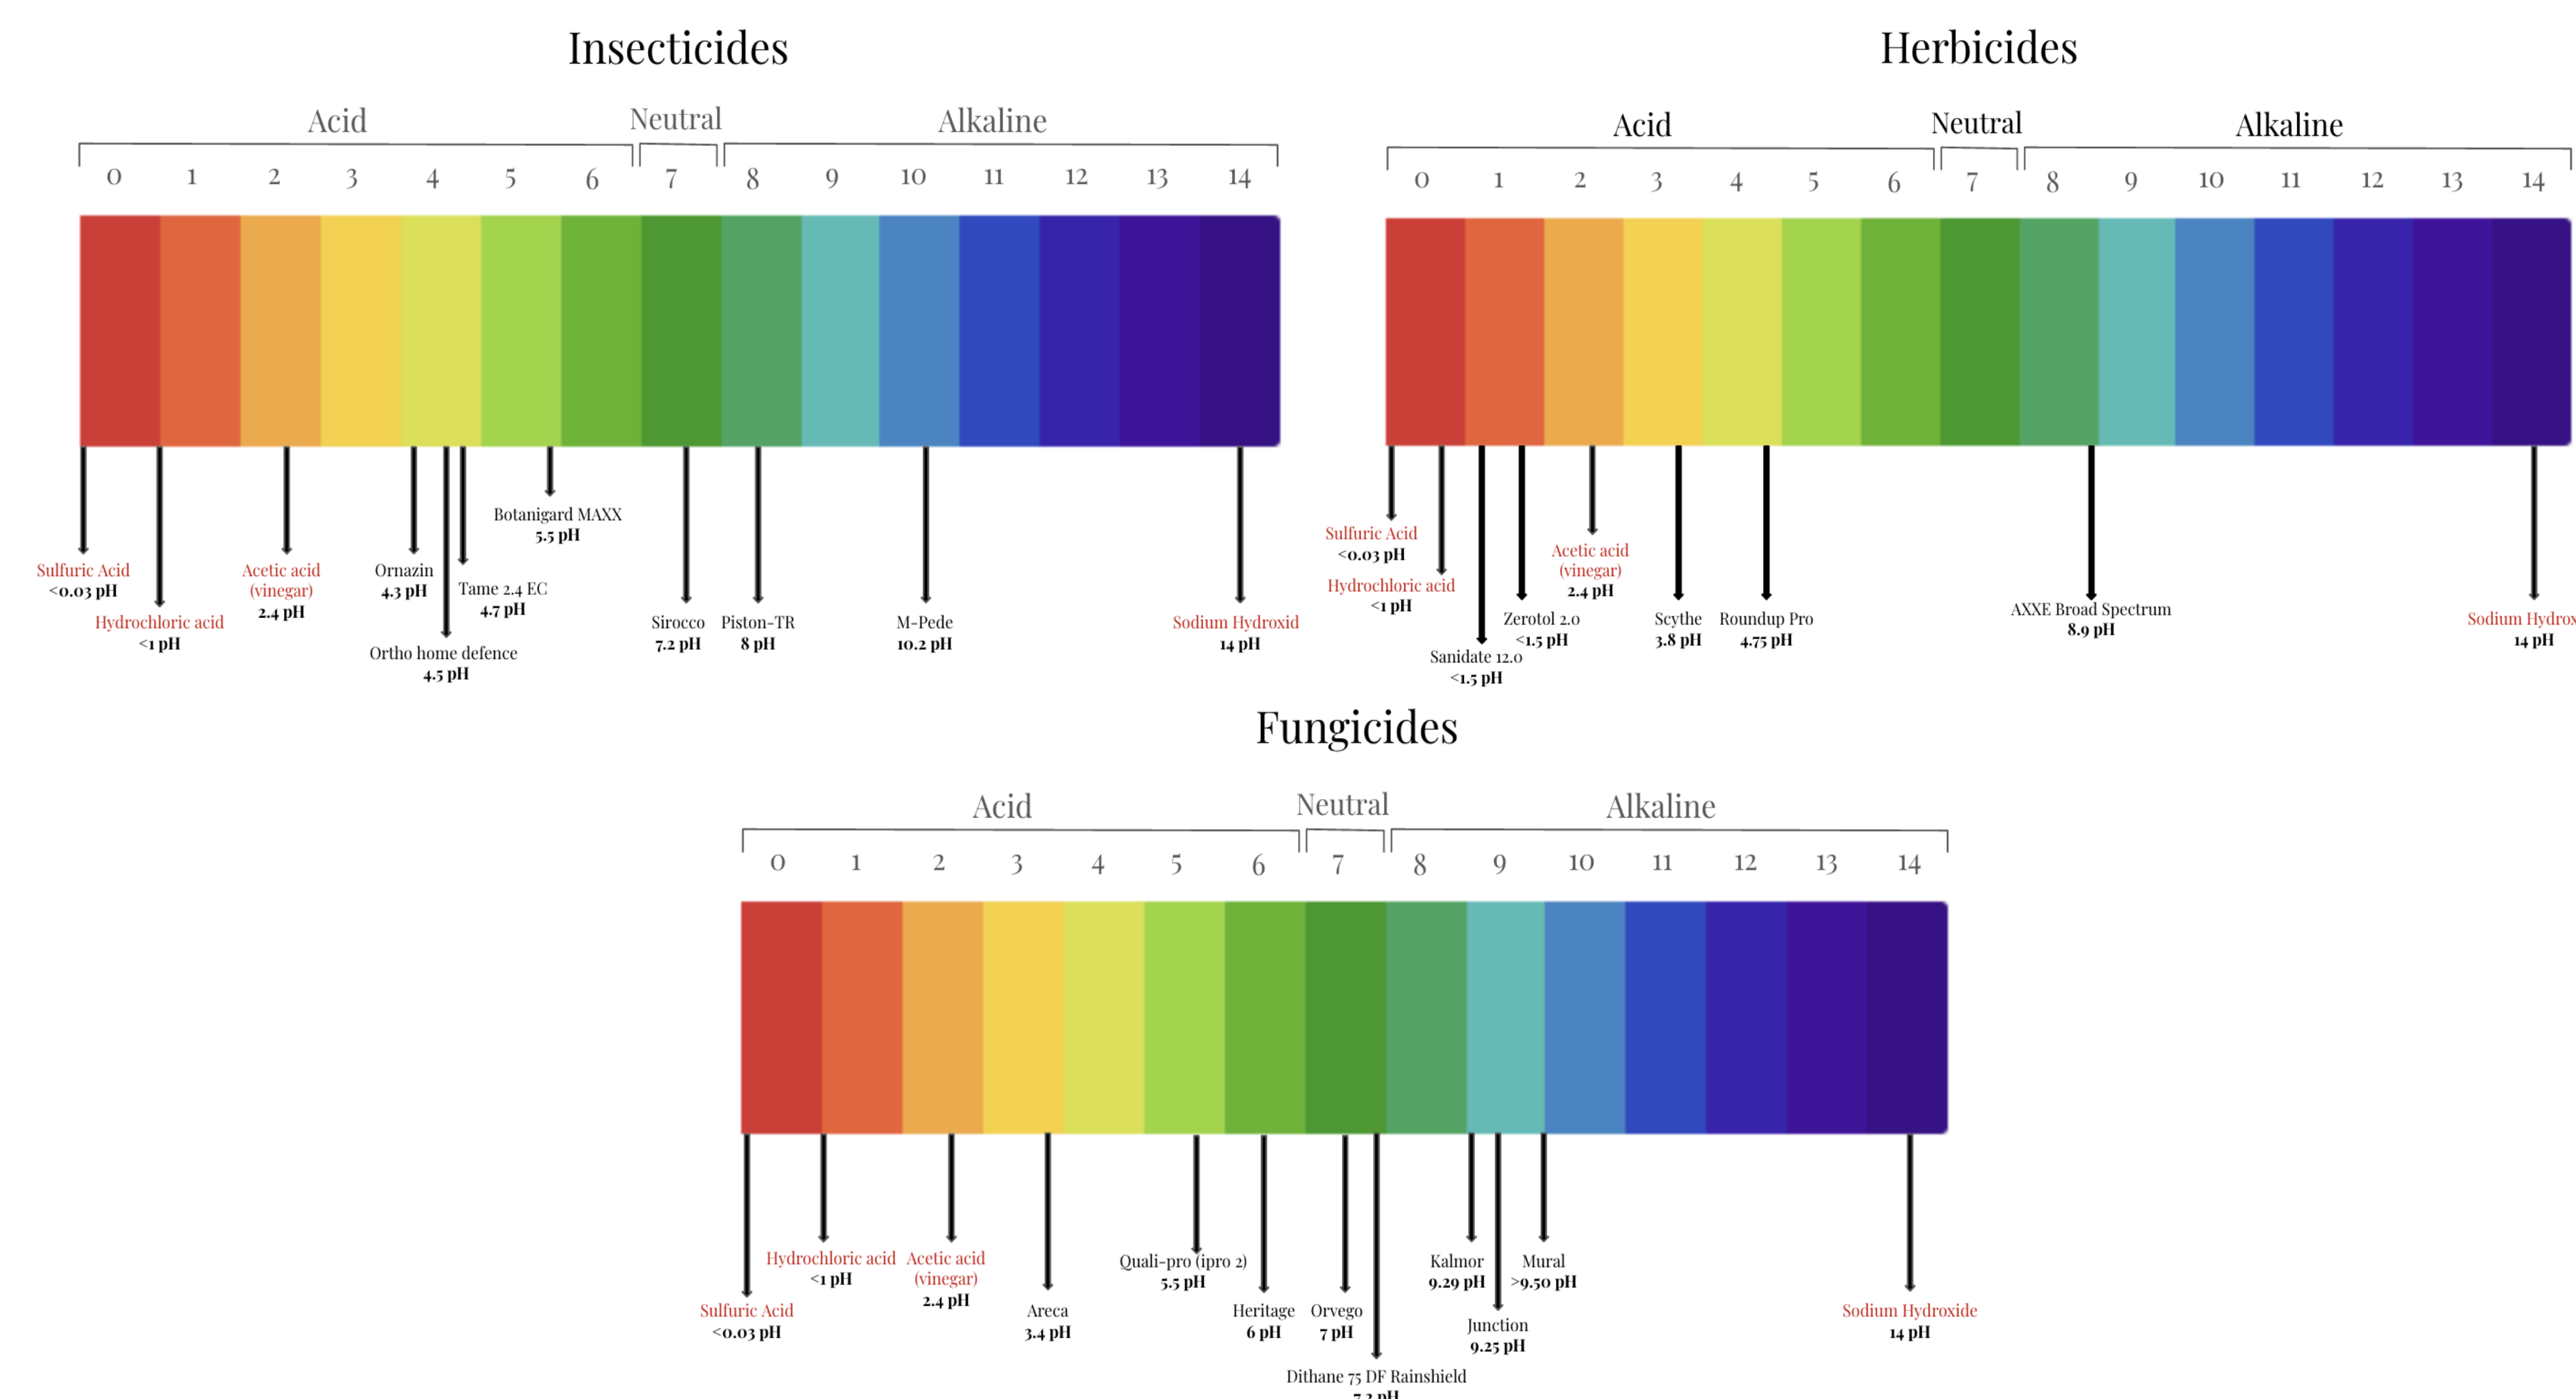 Insecticides
Acid Neutral Alkaline
0 1 2 3 4 5 6 7 8 9 10 11 12 13 14
Sulfuric Acid
<0.03 pH
Hydrochloric acid
<1 pH
Acetic acid
(vinegar)
2.4 pH
Ornazin
4.3 pH
Ortho home defence
4.5 pH
Tame 2.4 EC
4.7 pH
Botanigard MAXX
5.5 pH
Sirocco
7.2 pH
Piston-TR
8 pH
M-Pede
10.2 pH
Sodium Hydroxid
14 pH
Herbicides
Acid Neutral Alkaline
0 1 2 3 4 5 6 7 8 9 10 11 12 13 14
Sulfuric Acid
<0.03 pH
Hydrochloric acid
<1 pH
Sanidate 12.0
<1.5 pH
Zerotol 2.0
<1.5 pH
Acetic acid
(vinegar)
2.4 pH
Scythe
3.8 pH
Roundup Pro
4.75 pH
AXXE Broad Spectrum
8.9 pH
Sodium Hydrox
14 pH
Fungicides
Acid Neutral Alkaline
0 1 2 3 4 5 6 7 8 9 10 11 12 13 14
Sulfuric Acid
<0.03 pH
Hydrochloric acid
<1 pH
Acetic acid
(vinegar)
2.4 pH
Areca
3.4 pH
Quali-pro (ipro 2)
5.5 pH
Heritage
6 pH
Orvego
7 pH
Dithane 75 DF Rainshield
pH
Kalmor
9.29 pH
Junction
9.25 pH
Mural
>9.50 pH
Sodium Hydroxide
14 pH